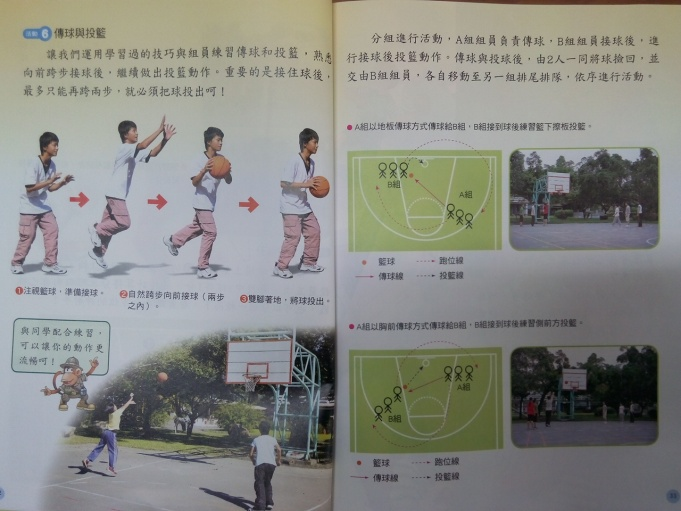 活動 6 傳球與投籃
讓我們運用學習過的技巧與組員練習傳球和投籃，熟悉
向前跨步接球後，繼續做出投籃動作。重要的是接住球後，
最多只能再跨兩步，就必須把球投出呵！
❶注視籃球，準備接球。
❷自然跨步向前接球（兩步
之內）。
❸雙腳著地，將球投出。
與同學配合練習，
可以讓你的動作更
流暢呵！
分組進行活動，A組組員負責傳球，B組組員接球後，進
行接球後投籃動作。傳球與投球後，由2人一同將球撿回，並
交由B組組員，各自移動至另一組排尾排隊，依序進行活動。
●A組以地板傳球方式傳球給B組，B組接到球後練習籃下擦板投籃。
B組
A組
籃球
跑位線
傳球線
投籃線
●A組以胸前傳球方式傳球給B組，B組接到球後練習側前方投籃。
A組
B組
籃球
跑位線
傳球線
投籃線